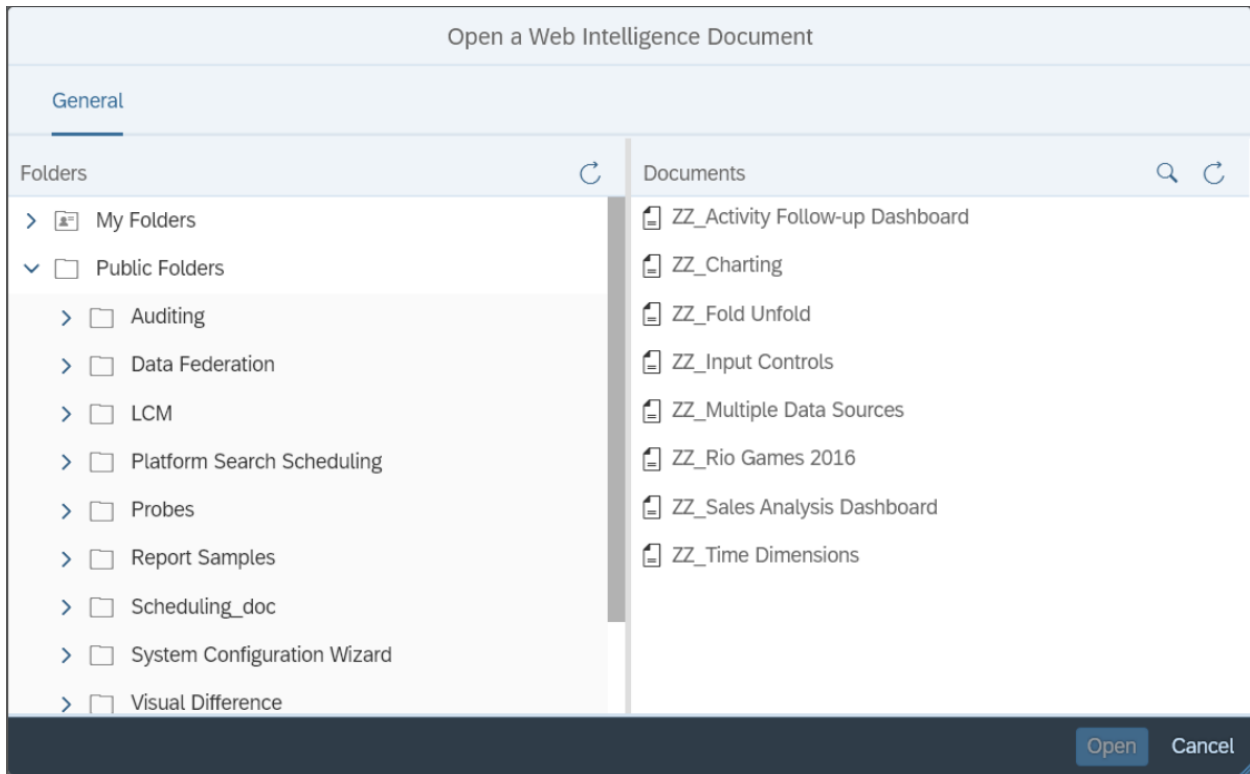 Open a Web Intelligence Document
General
Folders
My Folders
Public Folders
Auditing
Data Federation
LCM
Platform Search Scheduling
Probes
Report Samples
Scheduling_doc
System Configuration Wizard
Visual Difference
Documents
ZZ_Activity Follow-up Dashboard
ZZ_Charting
ZZ_Fold Unfold
ZZ_Input Controls
ZZ_Multiple Data Sources
ZZ_Rio Games 2016
ZZ_Sales Analysis Dashboard
ZZ_Time Dimensions
Open
Cancel